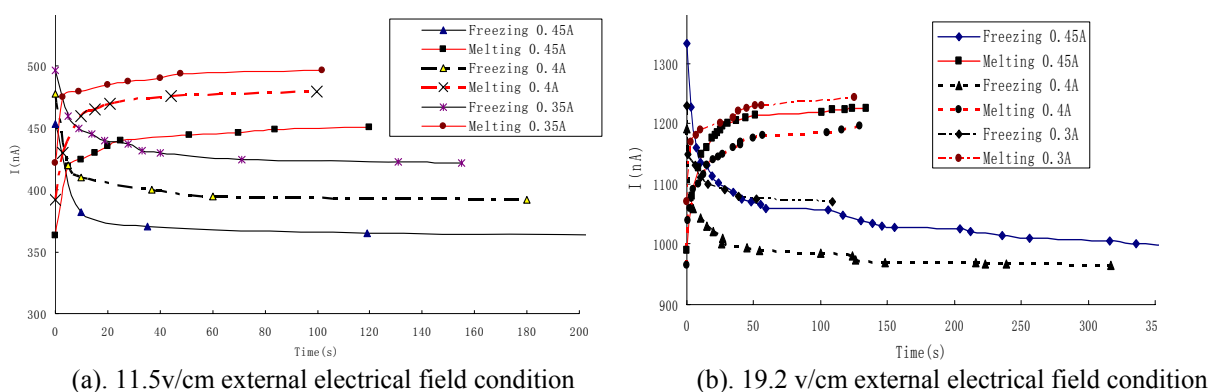 Freezing 0.45A
Melting 0.45A
Freezing 0.4A
Melting 0.4A
Freezing 0.35A
Melting 0.35A
500
450
400
350
300
I(nA)
0 20 40 60 80 100 120 140 160 180 200
Time(s)
(a). 11.5v/cm external electrical field condition
Freezing 0.45A
Melting 0.45A
Freezing 0.4A
Melting 0.4A
Freezing 0.3A
Melting 0.3A
1300
1200
1100
1000
900
I(nA)
0 50 100 150 200 250 300 35
Time(s)
(b). 19.2 v/cm external electrical field condition